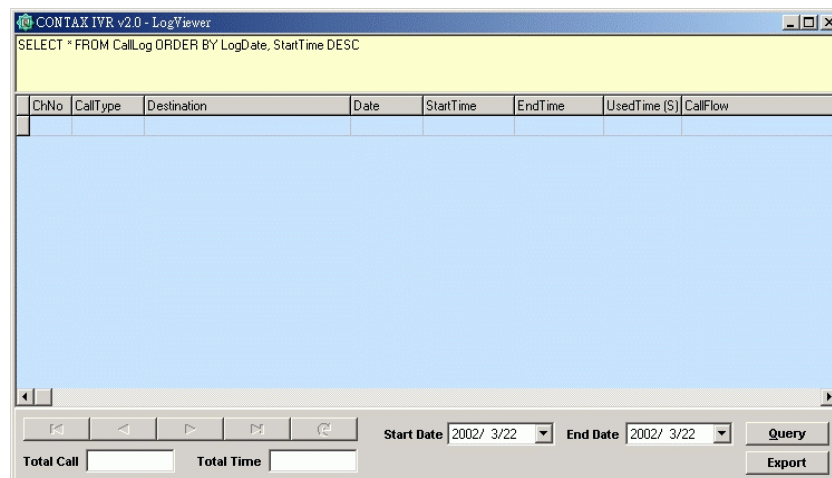 CONTAX IVR v2.0 - LogViewer
SELECT * FROM CallLog ORDER BY LogDate, StartTime DESC
ChNo CallType Destination Date StartTime EndTime UsedTime (S) CallFlow
Start Date 2002/ 3/22 End Date 2002/ 3/22 Query
Total Call Total Time Export